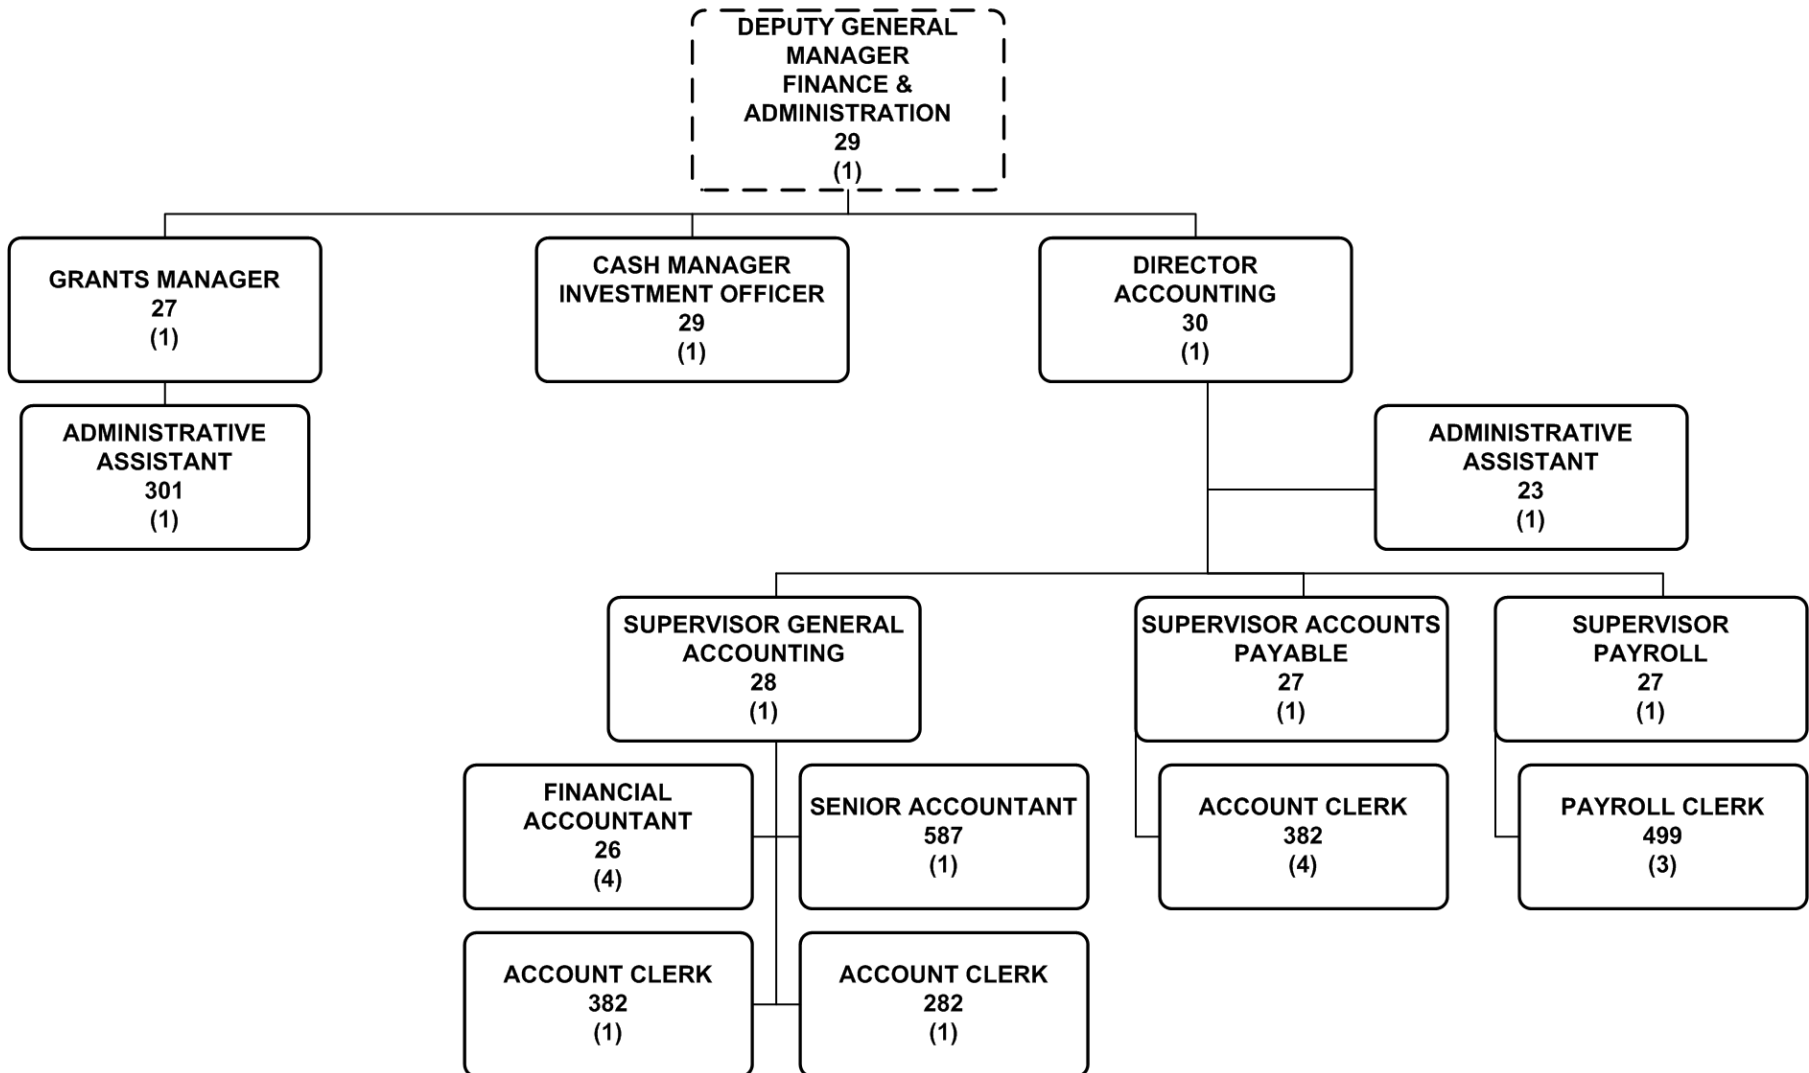 DEPUTY GENERAL
MANAGER
FINANCE &
ADMINISTRATION
29
(1)
GRANTS MANAGER
27
(1)
CASH MANAGER
INVESTMENT OFFICER
29
(1)
DIRECTOR
ACCOUNTING
30
(1)
ADMINISTRATIVE
ASSISTANT
301
(1)
ADMINISTRATIVE
ASSISTANT
23
(1)
SUPERVISOR GENERAL
ACCOUNTING
28
(1)
SUPERVISOR ACCOUNTS
PAYABLE
27
(1)
SUPERVISOR
PAYROLL
27
(1)
FINANCIAL
ACCOUNTANT
26
(4)
SENIOR ACCOUNTANT
587
(1)
ACCOUNT CLERK
382
(4)
PAYROLL CLERK
499
(3)
ACCOUNT CLERK
382
(1)
ACCOUNT CLERK
282
(1)